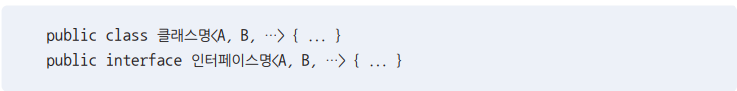 public class 클래스명<A, B, …> { ... }
public interface 인터페이스명<A, B, …> { ... }